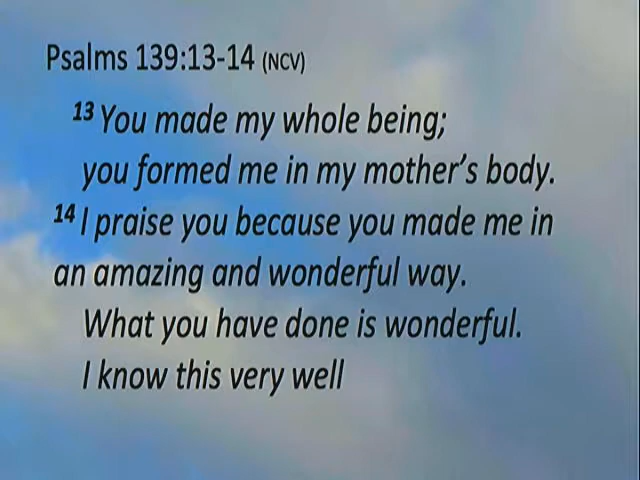 Psalms 139:13-14 (NCV)
13 You made my whole being;
you formed me in my mother’s body.
14 I praise you because you made me in
an amazing and wonderful way.
What you have done is wonderful.
I know this very well